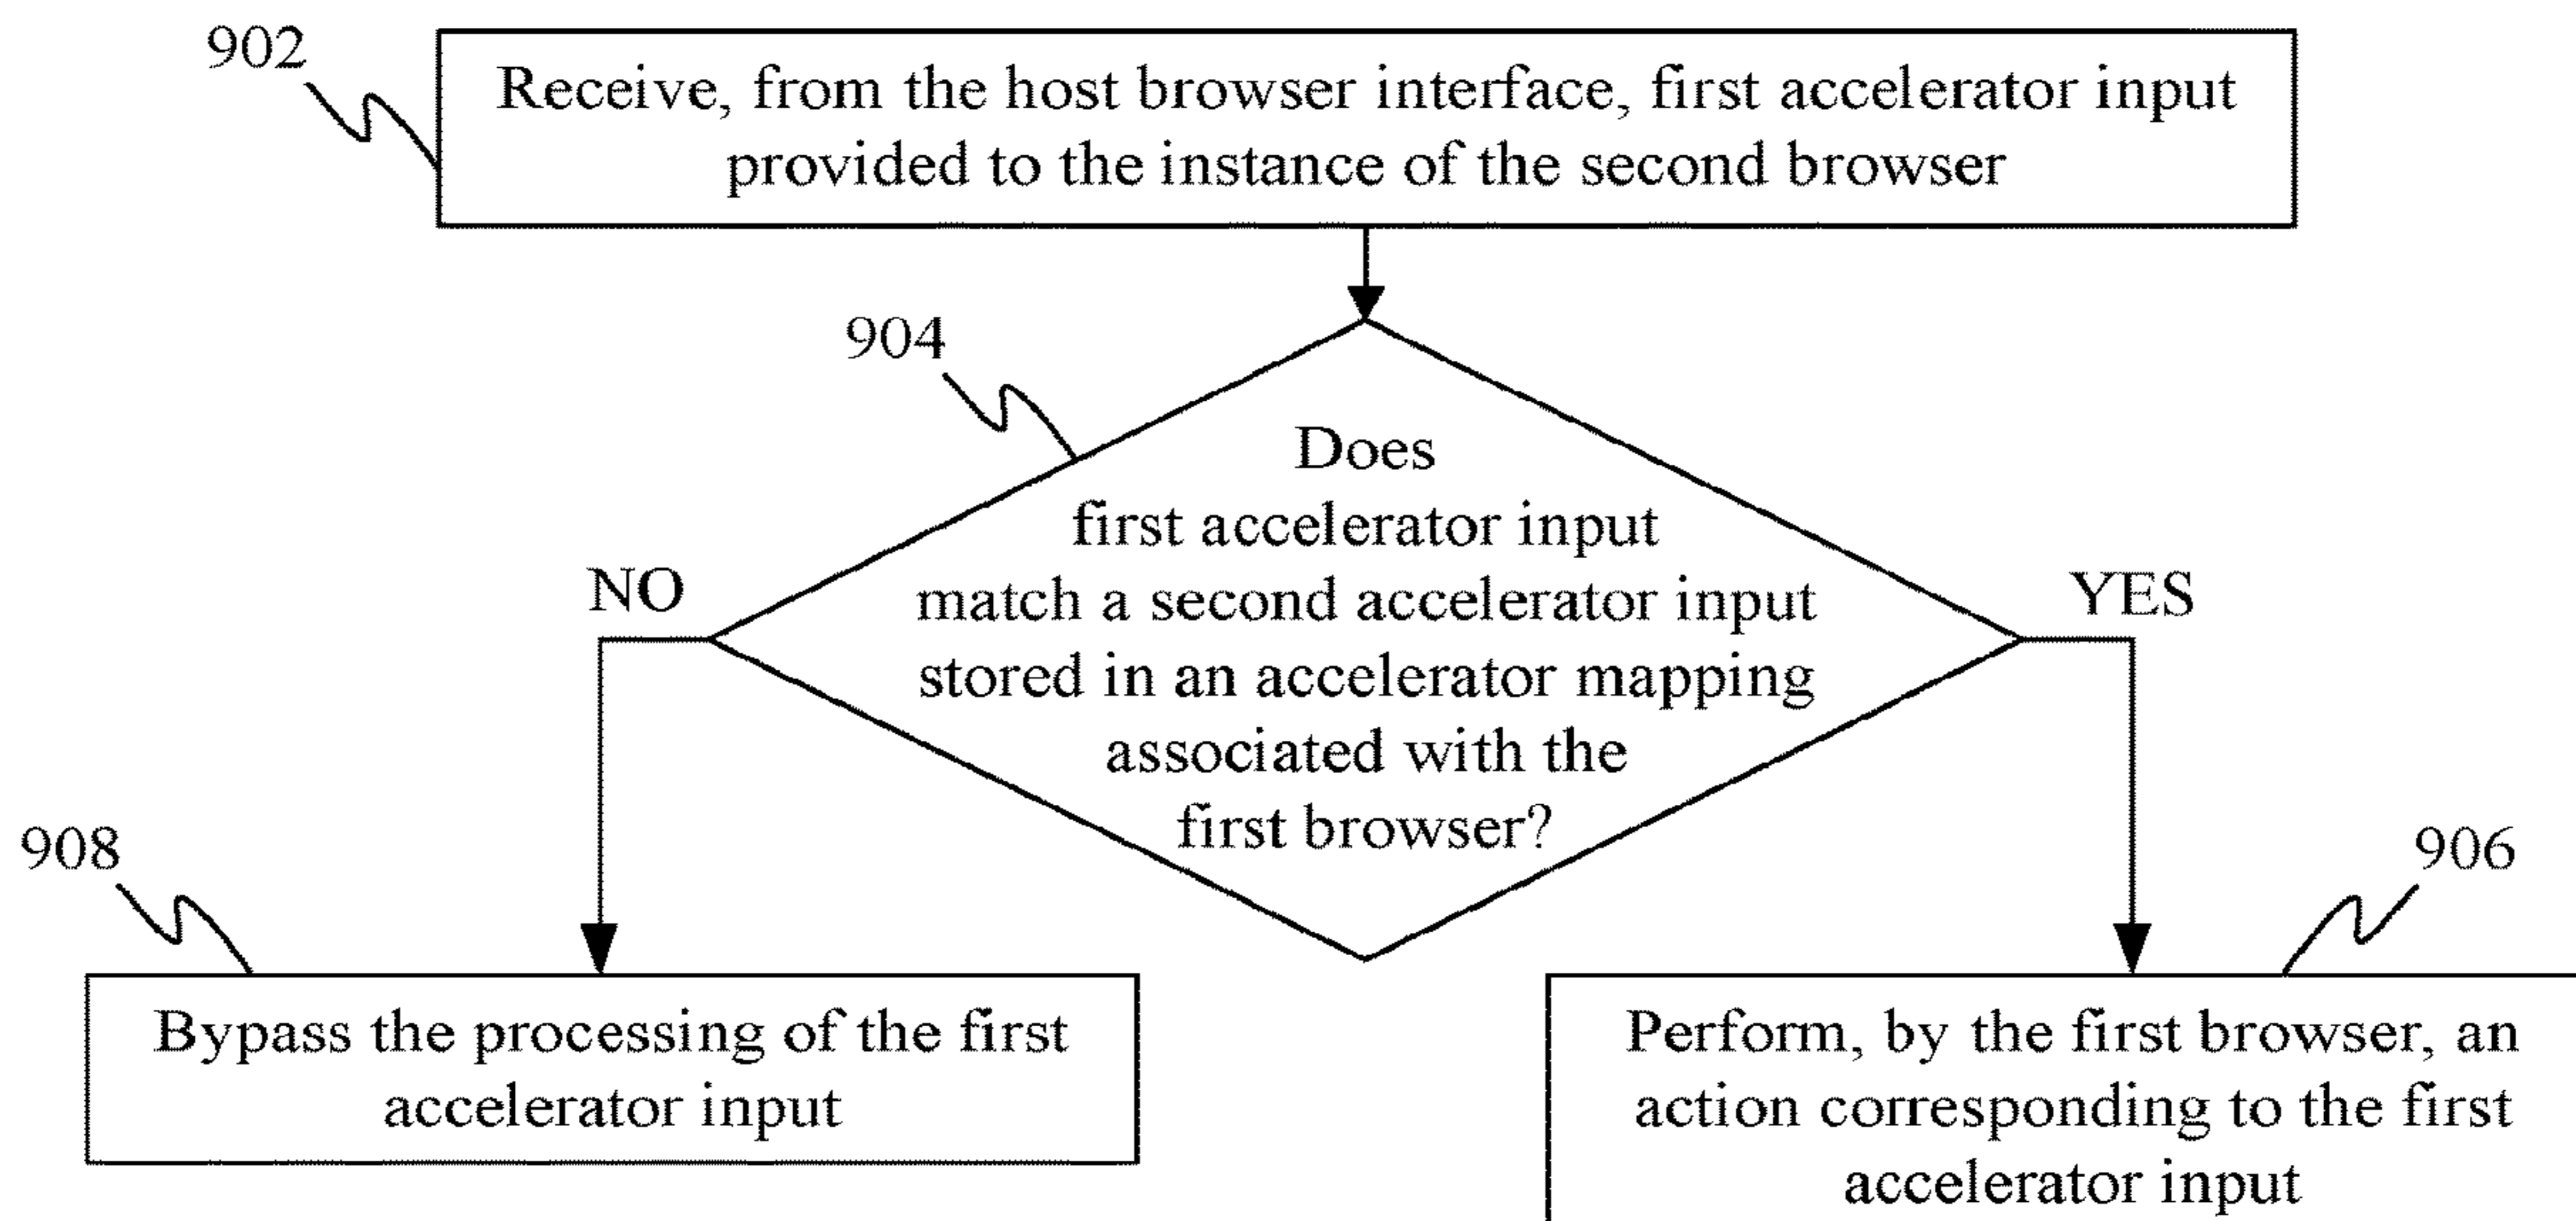 902
Receive, from the host browser interface, first accelerator input
provided to the instance of the second browser
904
Does
first accelerator input
match a second accelerator input
stored in an accelerator mapping
associated with the
first browser?
NO
YES
908
Bypass the processing of the first
accelerator input
906
Perform, by the first browser, an
action corresponding to the first
accelerator input